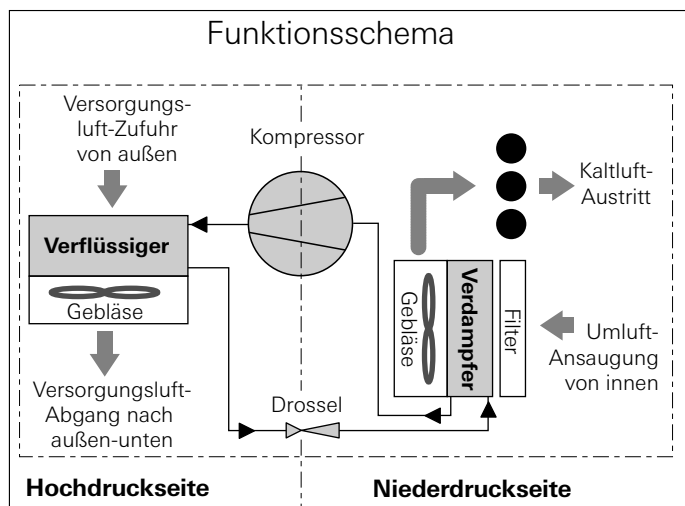 Funktionsschema
Versorgungs-
luft-Zufuhr
von außen
Kompressor
Kaltluft-
Austritt
Verflüssiger
Gebläse
Gebläse
Verdampfer
Filter
Umluft-
Ansaugung
von innen
Versorgungsluft-
Abgang nach
außen-unten
Drossel
Hochdruckseite
Niederdruckseite